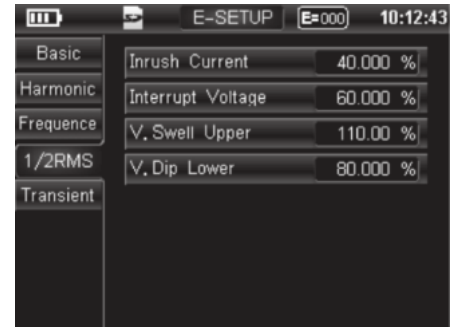 E-SETUP E=000 10:12:43
Basic
Harmonic
Frequence
1/2RMS
Transient
Inrush Current 40.000 %
Interrupt Voltage 60.000 %
V.Swell Upper 110.00 %
V.Dip Lower 80.000 %